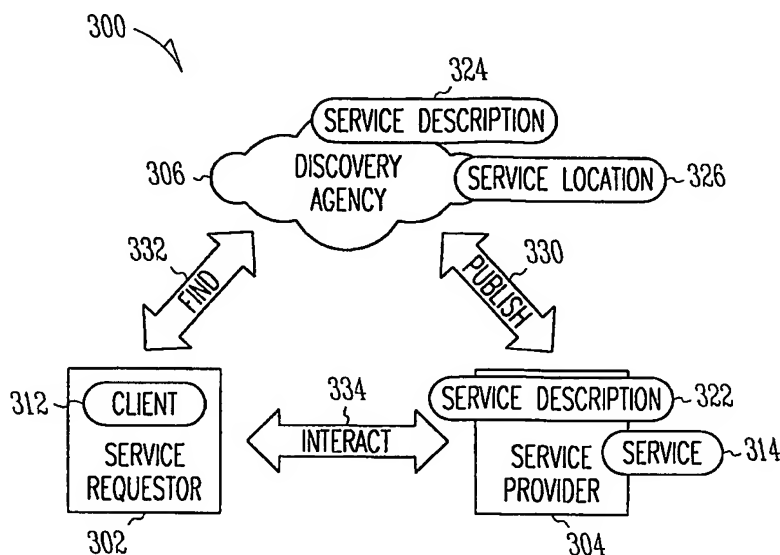 300
324
SERVICE DESCRIPTION
306
DISCOVERY
AGENCY
SERVICE LOCATION
326
332
FIND
330
PUBLISH
312
CLIENT
SERVICE
REQUESTOR
302
334
INTERACT
SERVICE DESCRIPTION
322
SERVICE
PROVIDER
SERVICE
314
304